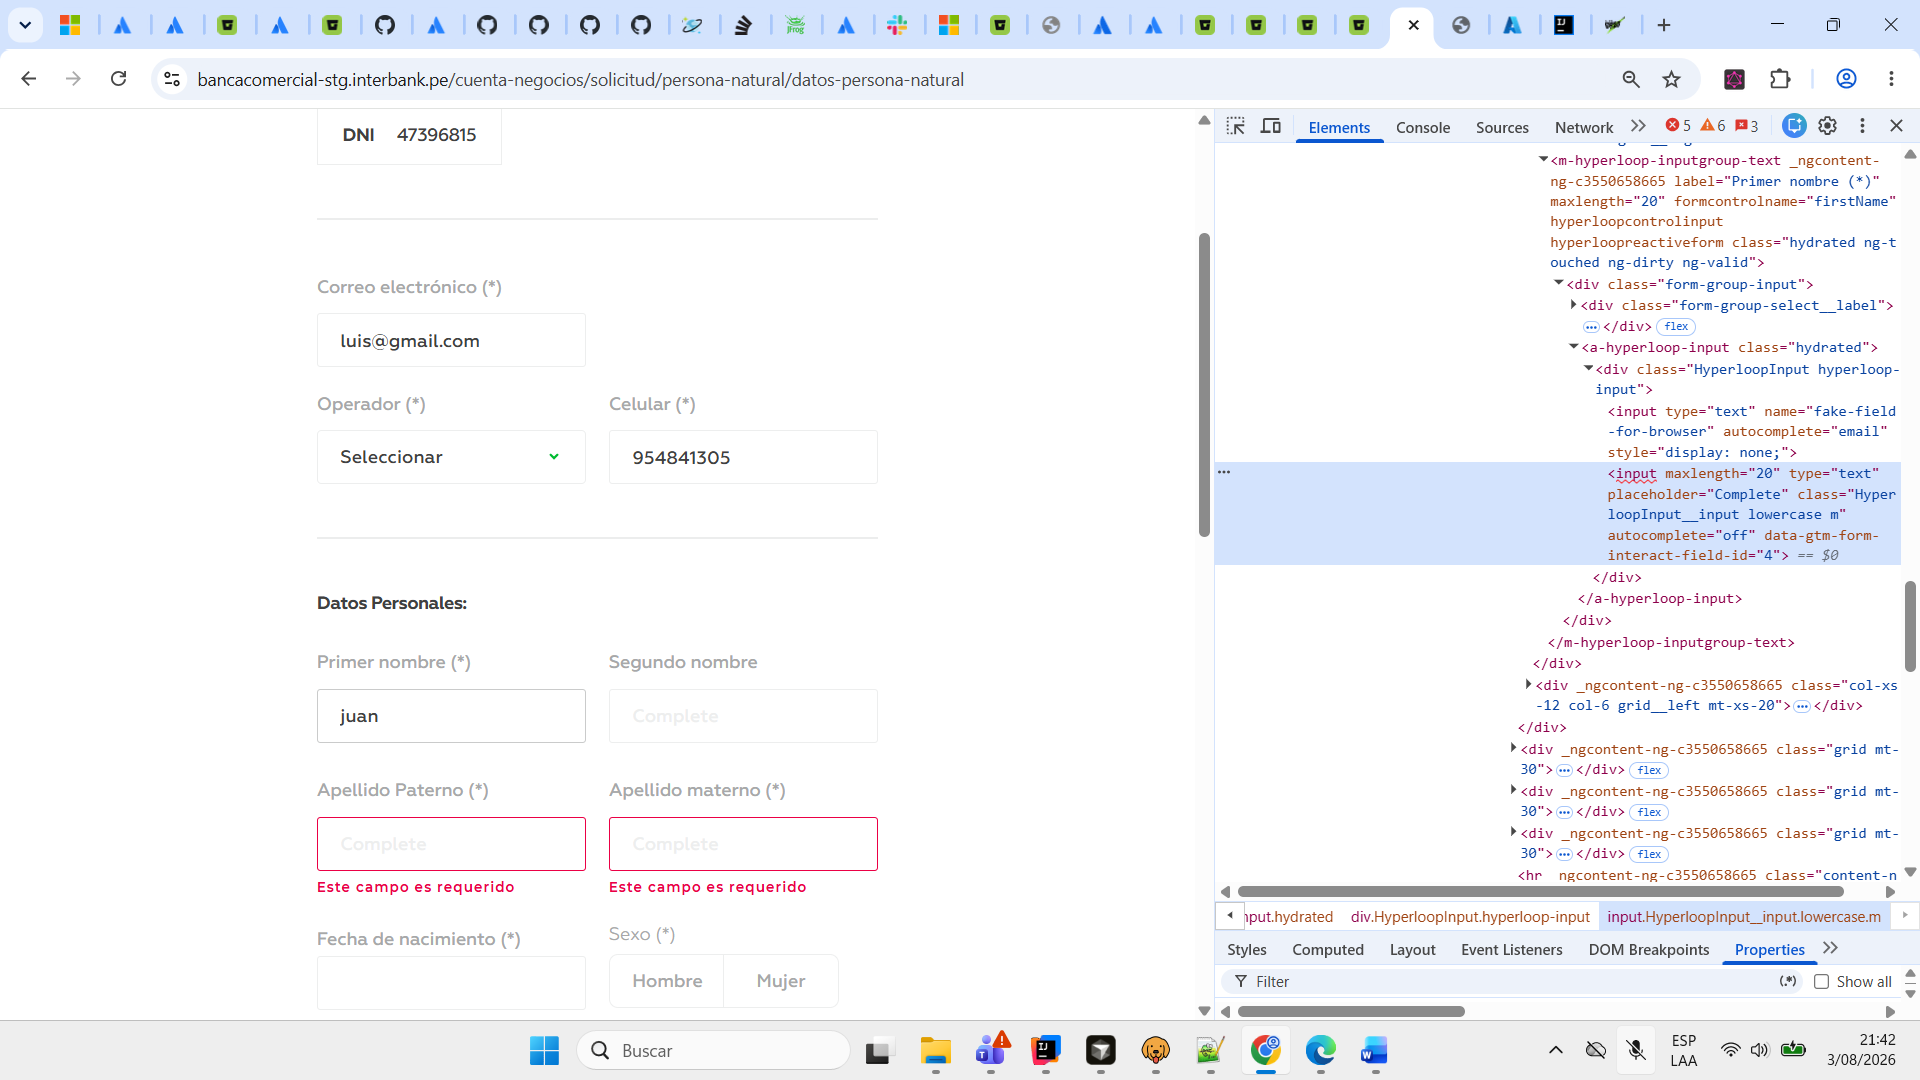 bancacomercial-stg.interbank.pe/cuenta-negocios/solicitud/persona-natural/datos-persona-natural
DNI 47396815
Correo electrónico (*)
luis@gmail.com
Operador (*) Celular (*)
Seleccionar 954841305
Datos Personales:
Primer nombre (*) Segundo nombre
juan Complete
Apellido Paterno (*) Apellido materno (*)
Complete Complete
Este campo es requerido Este campo es requerido
Fecha de nacimiento (*) Sexo (*)
Hombre Mujer
Elements Console Sources Network 5 6 3
<m-hyperloop-inputgroup-text _ngcontent-
ng-c3550658665 label="Primer nombre (*)"
maxlength="20" formcontrolname="firstName"
hyperloopcontrolinput
hyperloopreactiveform class="hydrated ng-t
ouched ng-dirty ng-valid">
<div class="form-group-input">
<div class="form-group-select__label">
</div> flex
<a-hyperloop-input class="hydrated">
<div class="HyperloopInput hyperloop-
input">
<input type="text" name="fake-field
-for-browser" autocomplete="email"
style="display: none;">
<input maxlength="20" type="text"
placeholder="Complete" class="Hyper
loopInput__input lowercase m"
autocomplete="off" data-gtm-form-
interact-field-id="4"> == $0
</div>
</a-hyperloop-input>
</div>
</m-hyperloop-inputgroup-text>
</div>
<div _ngcontent-ng-c3550658665 class="col-xs
-12 col-6 grid__left mt-xs-20"> </div>
</div>
<div _ngcontent-ng-c3550658665 class="grid mt-
30"> </div> flex
<div _ngcontent-ng-c3550658665 class="grid mt-
30"> </div> flex
<div _ngcontent-ng-c3550658665 class="grid mt-
30"> </div> flex
<hr _ngcontent-ng-c3550658665 class="content-n
nput.hydrated div.HyperloopInput.hyperloop-input input.HyperloopInput__input.lowercase.m
Styles Computed Layout Event Listeners DOM Breakpoints Properties
Filter (.*) Show all
Buscar
ESP
LAA
21:42
3/08/2026